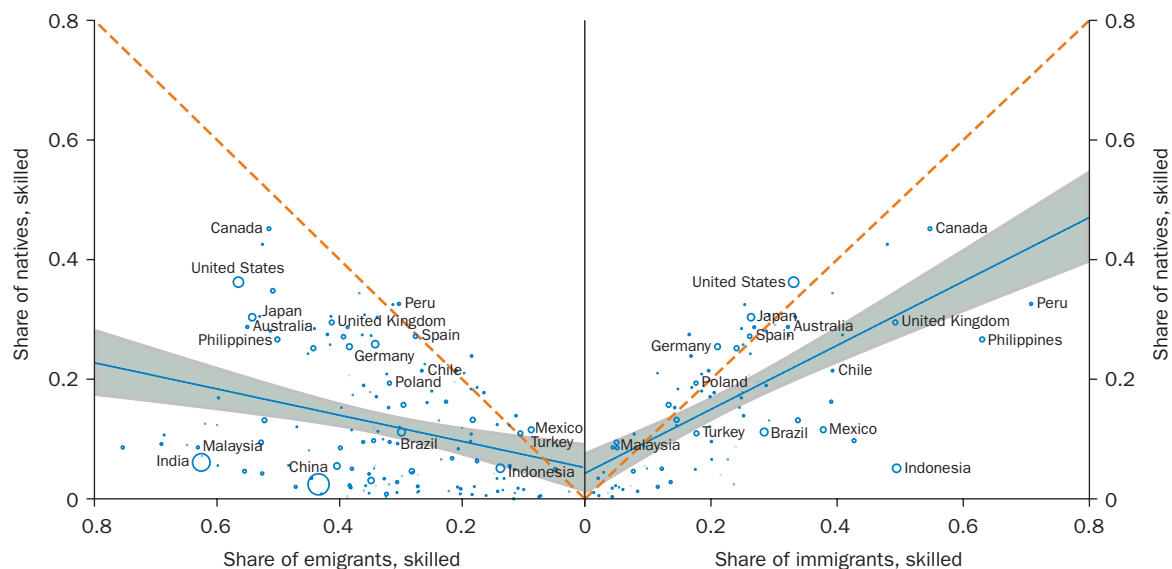 0.8
0.6
0.4
0.2
0
Share of natives, skilled
Canada
United States
Japan
Australia
Philippines
United Kingdom
Germany
Peru
Spain
Chile
Poland
Brazil
Mexico
Turkey
Malaysia
India
China
Indonesia
0.8
0.6
0.4
0.2
0
Share of emigrants, skilled
Canada
United States
Peru
Japan
Australia
United Kingdom
Spain
Philippines
Germany
Chile
Poland
Turkey
Brazil
Mexico
Malaysia
Indonesia
0.2
0.4
0.6
0.8
Share of immigrants, skilled
0.8
0.6
0.4
0.2
0
Share of natives, skilled